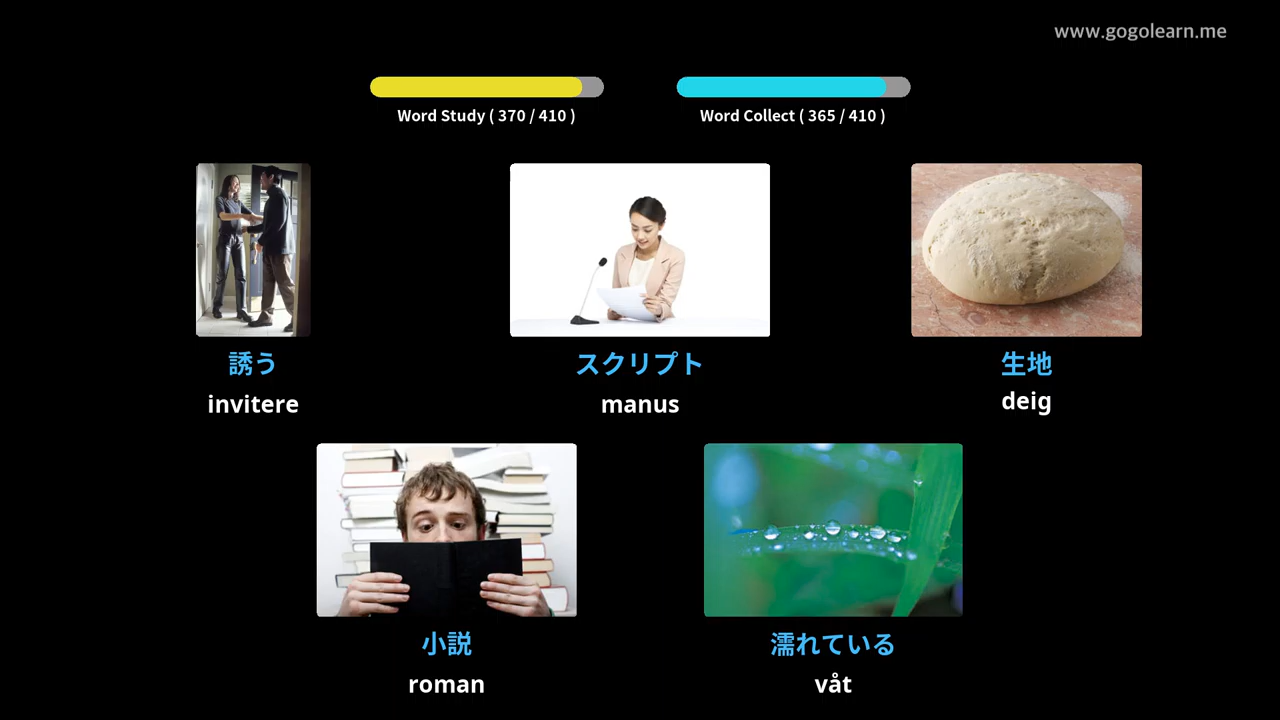 www.gogolearn.me
Word Study ( 370 / 410 )
Word Collect ( 365 / 410 )
誘う
invitere
スクリプト
manus
生地
deig
小説
roman
濡れている
våt